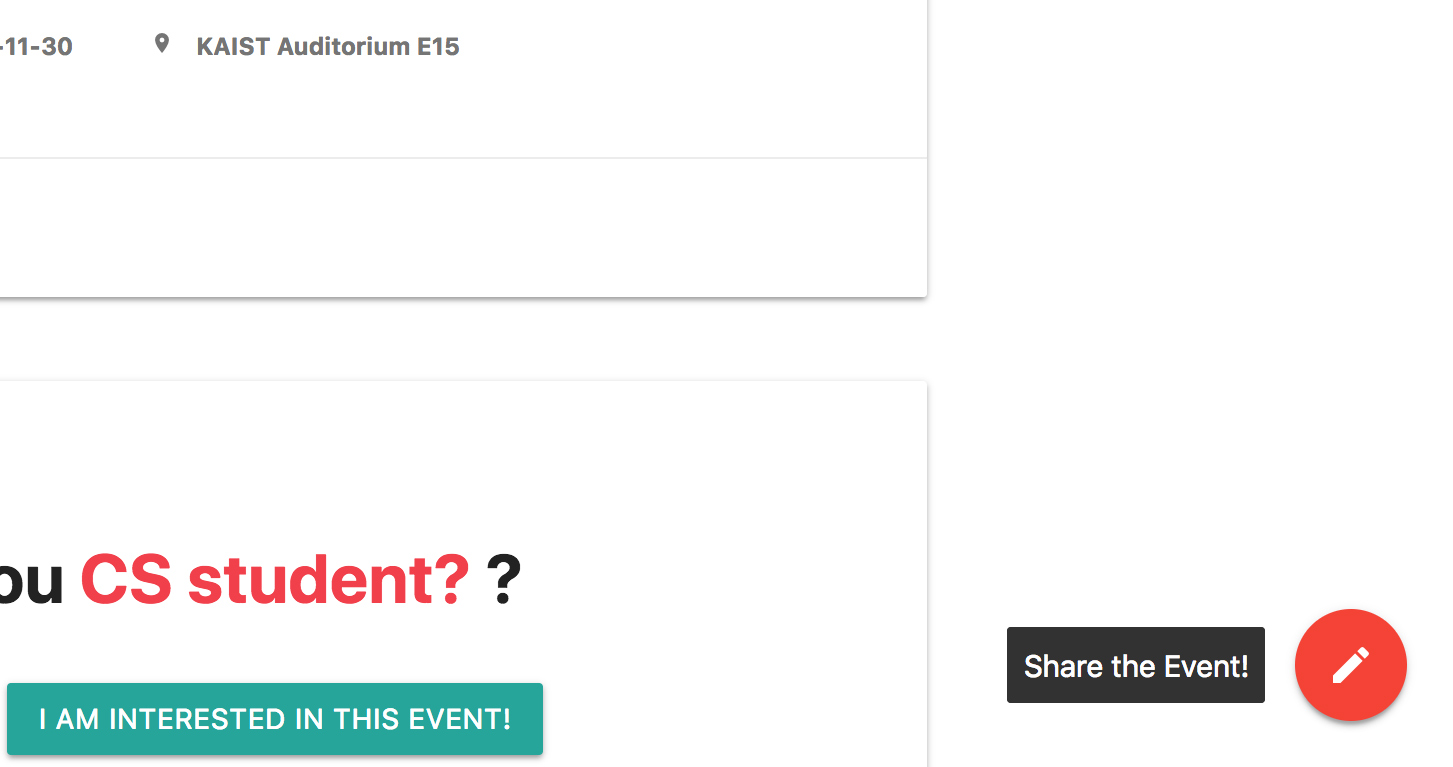 -11-30 KAIST Auditorium E15
ou CS student? ?
Share the Event!
I AM INTERESTED IN THIS EVENT!